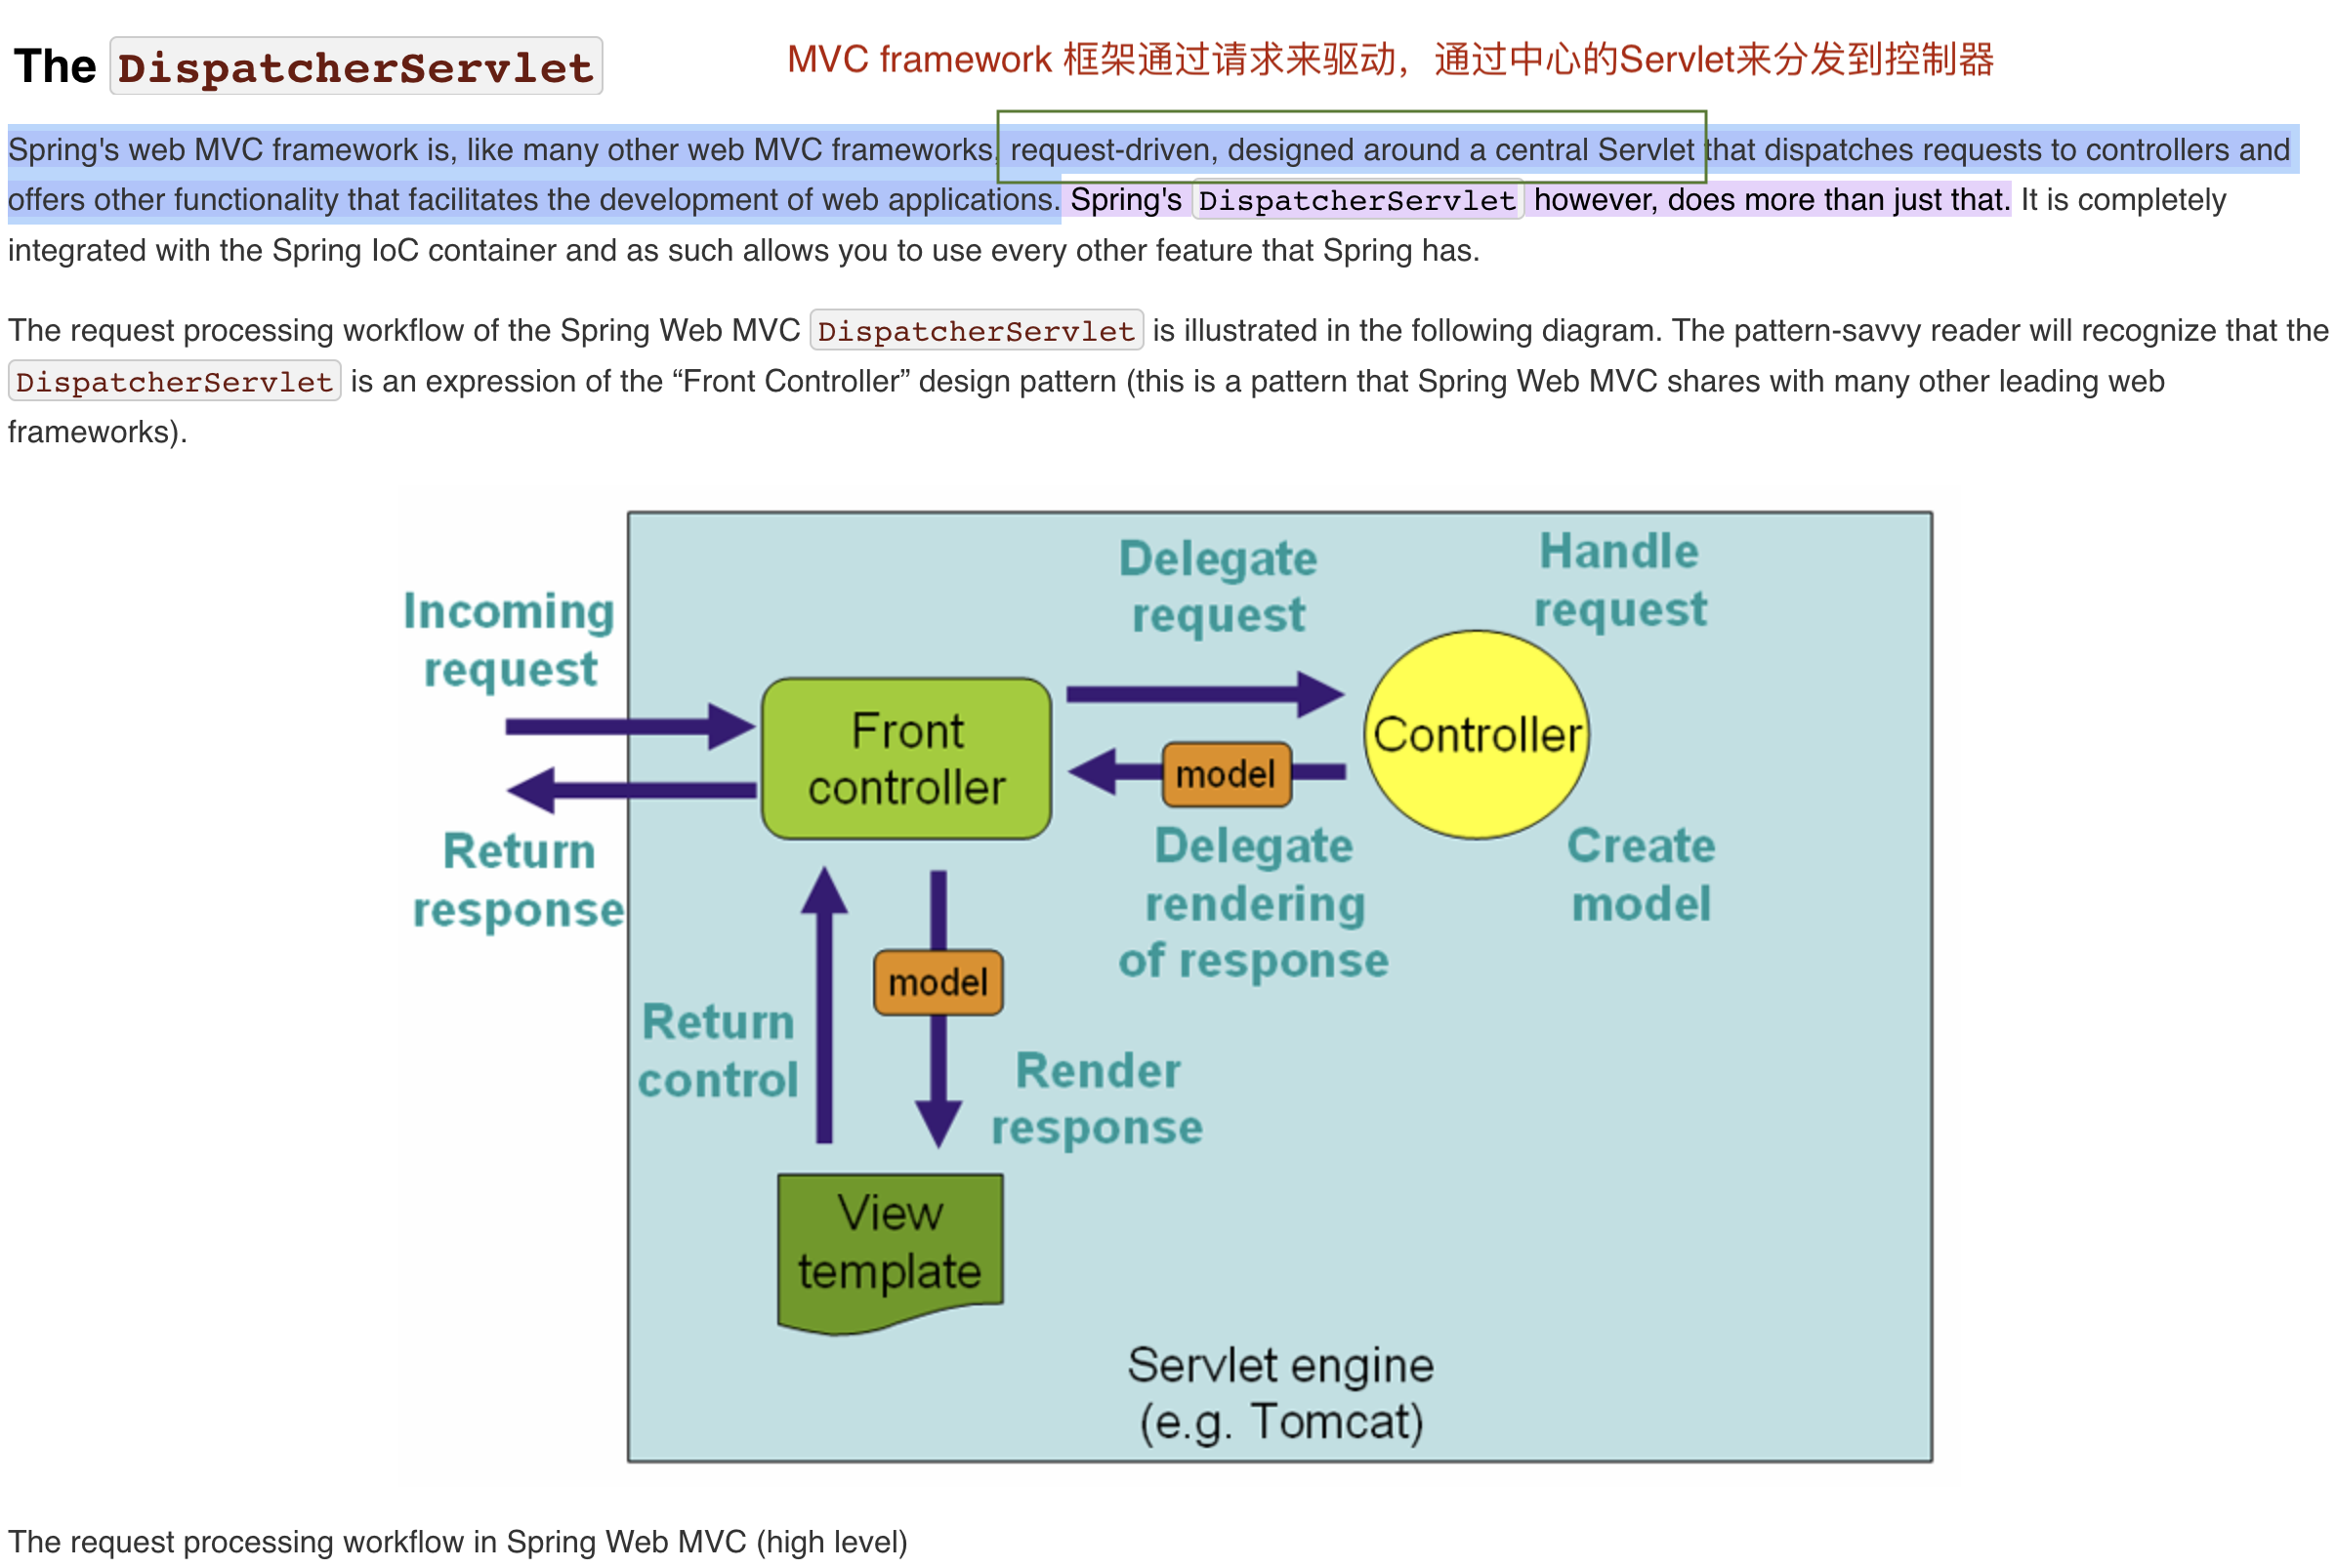 The DispatcherServlet
MVC framework 框架通过请求来驱动，通过中心的Servlet来分发到控制器
Spring's web MVC framework is, like many other web MVC frameworks, request-driven, designed around a central Servlet that dispatches requests to controllers and
offers other functionality that facilitates the development of web applications. Spring's DispatcherServlet however, does more than just that. It is completely
integrated with the Spring IoC container and as such allows you to use every other feature that Spring has.
The request processing workflow of the Spring Web MVC DispatcherServlet is illustrated in the following diagram. The pattern-savvy reader will recognize that the
DispatcherServlet is an expression of the “Front Controller” design pattern (this is a pattern that Spring Web MVC shares with many other leading web
frameworks).
Incoming
request
Return
response
Front
controller
Delegate
request
Handle
request
Controller
model
Delegate
rendering
of response
Create
model
Return
control
model
Render
response
View
template
Servlet engine
(e.g. Tomcat)
The request processing workflow in Spring Web MVC (high level)